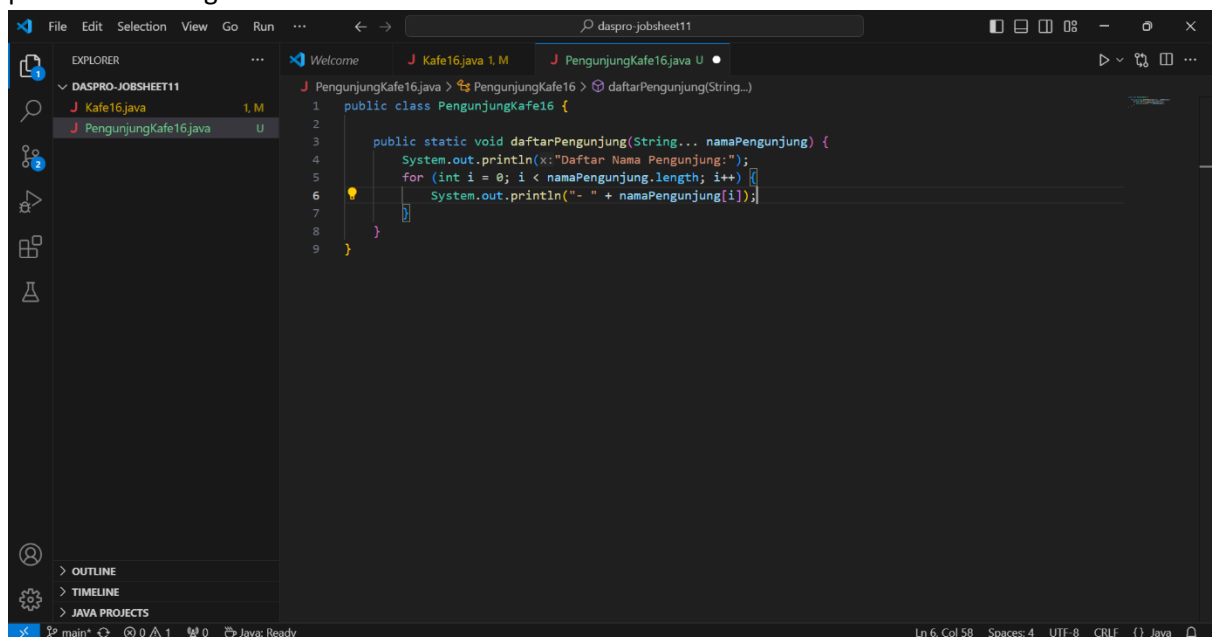 File Edit Selection View Go Run ... daspro-jobsheet11
EXPLORER ...
Welcome
J Kafe16.java 1, M
J PengunjungKafe16.java U
DASPRO-JOBSHEET11
J Kafe16.java 1, M
J PengunjungKafe16.java U
J PengunjungKafe16.java > PengunjungKafe16 > daftarPengunjung(String...)
1 public class PengunjungKafe16 {
2
3 public static void daftarPengunjung(String... namaPengunjung) {
4 System.out.println(x:"Daftar Nama Pengunjung:");
5 for (int i = 0; i < namaPengunjung.length; i++) {
6 System.out.println("- " + namaPengunjung[i]);
7 }
8 }
9 }
1
2
OUTLINE
TIMELINE
JAVA PROJECTS
main* 0 1 0 Java: Ready Ln 6, Col 58 Spaces: 4 UTF-8 CRLF {} Java